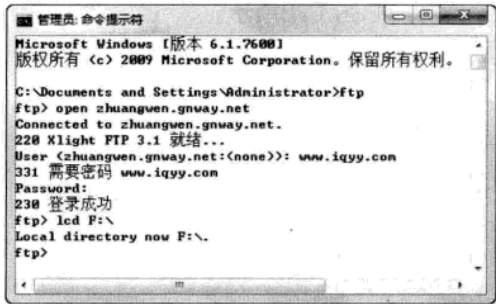 管理员: 命令提示符
Microsoft Windows [版本 6.1.7600]
版权所有 <c> 2009 Microsoft Corporation。保留所有权利。
C:\Documents and Settings\Administrator>ftp
ftp> open zhuangwen.gnway.net
Connected to zhuangwen.gnway.net.
220 Xlight FTP 3.1 就绪...
User (zhuangwen.gnway.net:(none)): www.iqyy.com
331 需要密码 www.iqyy.com
Password:
230 登录成功
ftp> lcd F:\
Local directory now F:\.
ftp>